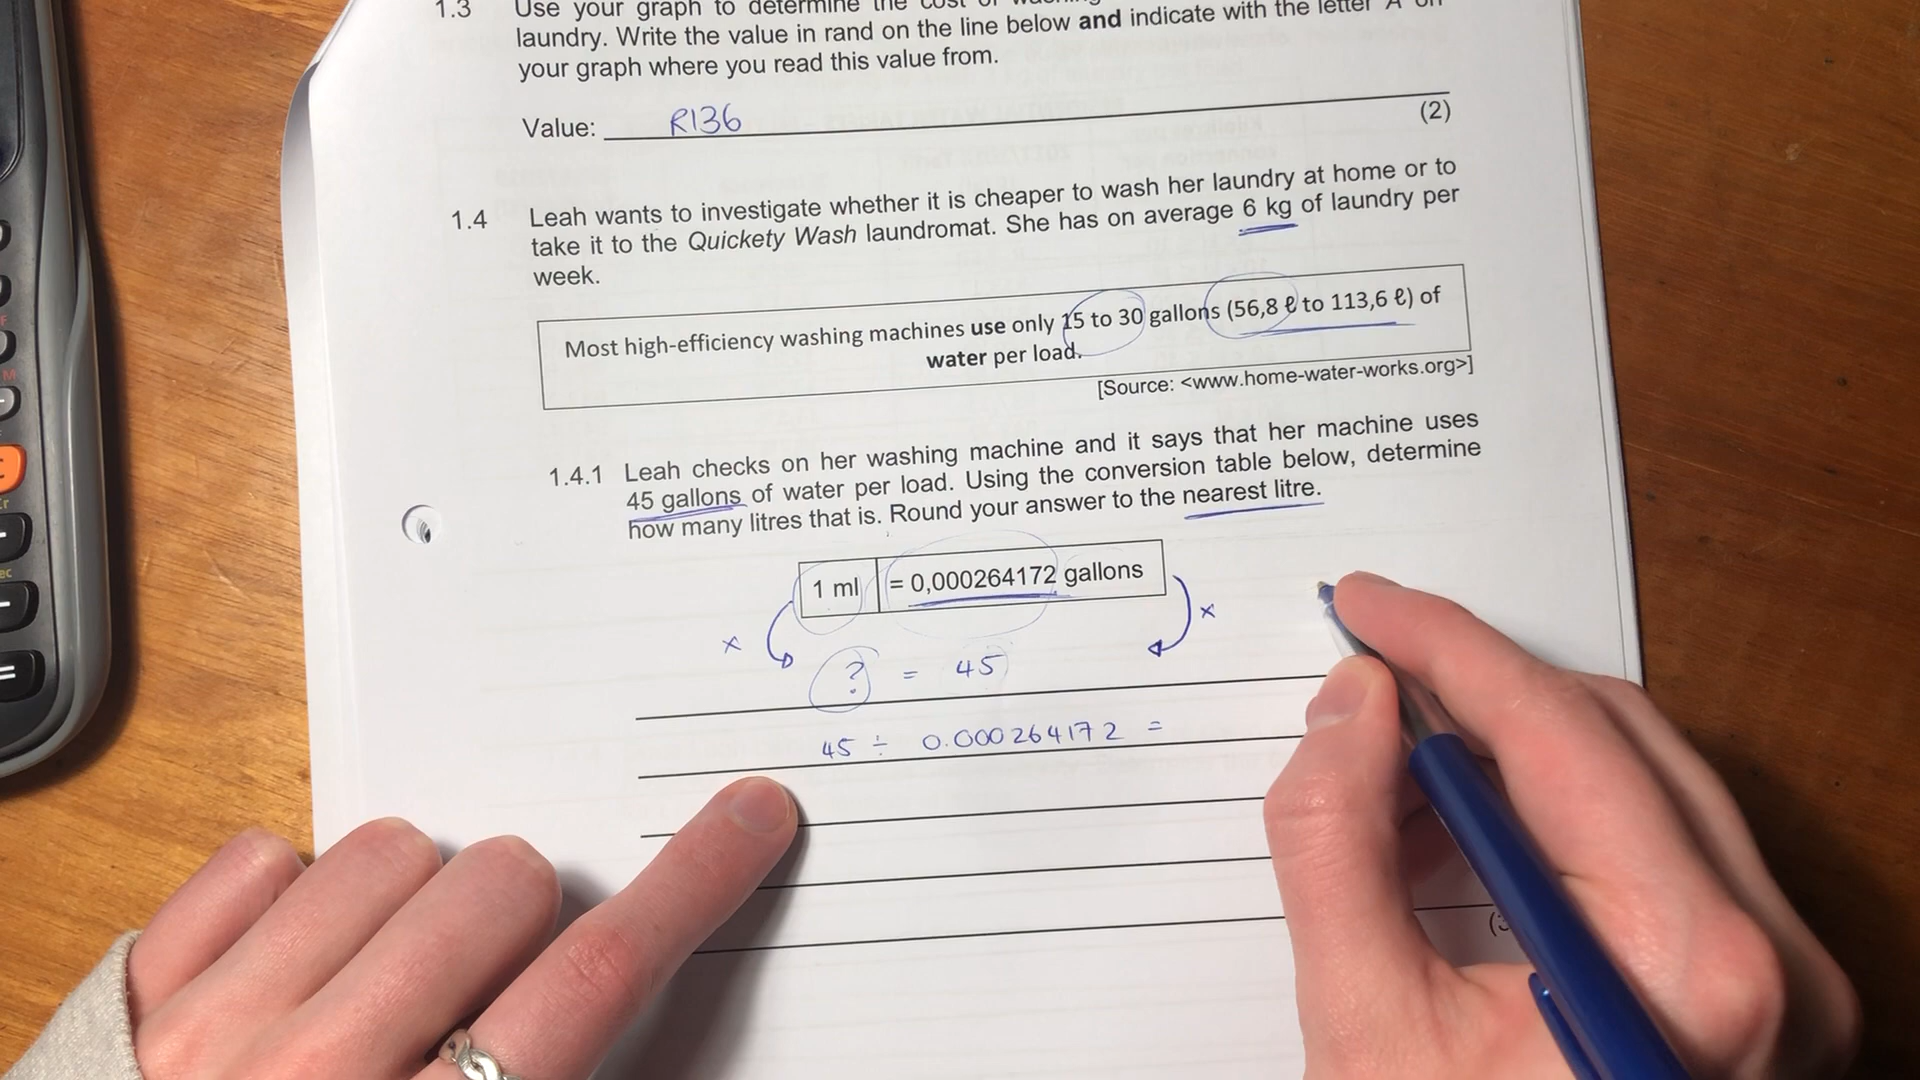 1.3 Use your graph to determine the cost of
laundry. Write the value in rand on the line below and indicate with the letter A on
your graph where you read this value from.
Value: R136
(2)
1.4 Leah wants to investigate whether it is cheaper to wash her laundry at home or to
take it to the Quickety Wash laundromat. She has on average 6 kg of laundry per
week.
Most high-efficiency washing machines use only 15 to 30 gallons (56,8 ℓ to 113,6 ℓ) of
water per load.
[Source: <www.home-water-works.org>]
1.4.1 Leah checks on her washing machine and it says that her machine uses
45 gallons of water per load. Using the conversion table below, determine
how many litres that is. Round your answer to the nearest litre.
1 ml = 0,000264172 gallons
x x
? = 45
45 ÷ 0.000264172 =